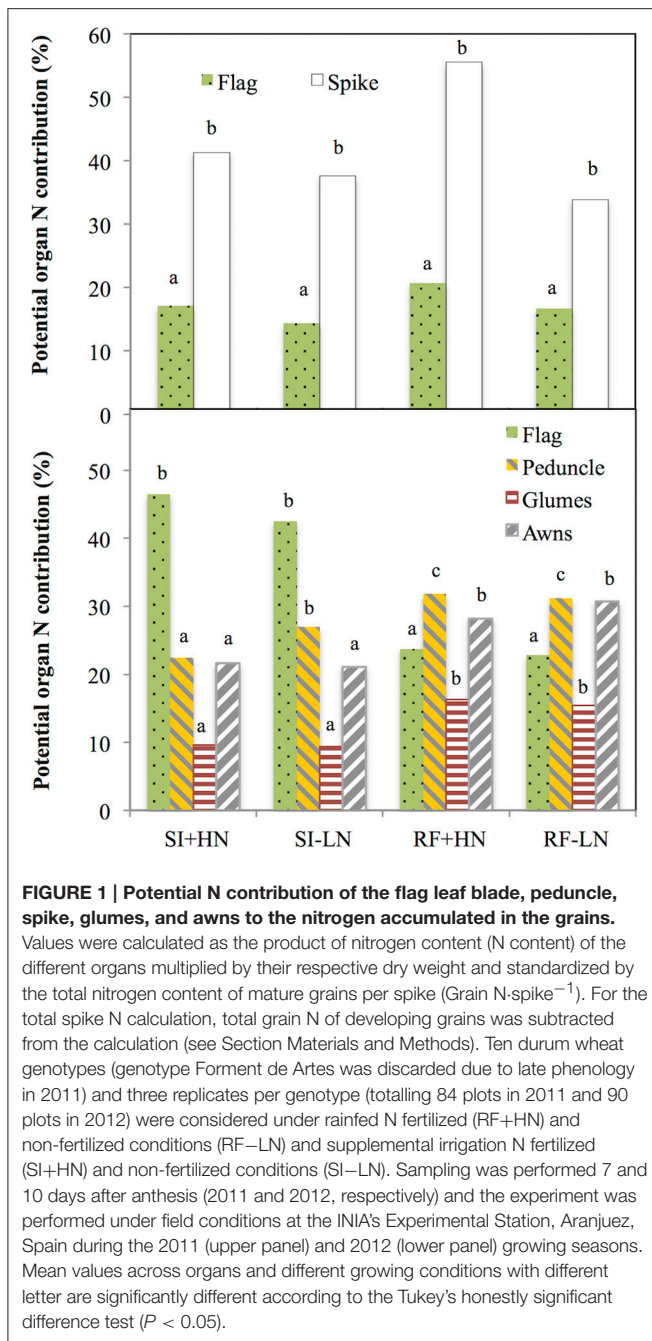 Potential organ N contribution (%)
60
50
40
30
20
10
0
Flag
Spike
a
b
a
b
a
b
a
b
Potential organ N contribution (%)
50
40
30
20
10
0
Flag
Peduncle
Glumes
Awns
b
a
a
a
b
b
a
a
a
c
b
b
a
c
b
b
SI+HN
SI-LN
RF+HN
RF-LN
FIGURE 1 | Potential N contribution of the flag leaf blade, peduncle,
spike, glumes, and awns to the nitrogen accumulated in the grains.
Values were calculated as the product of nitrogen content (N content) of the
different organs multiplied by their respective dry weight and standardized by
the total nitrogen content of mature grains per spike (Grain N·spike⁻¹). For the
total spike N calculation, total grain N of developing grains was subtracted
from the calculation (see Section Materials and Methods). Ten durum wheat
genotypes (genotype Forment de Artes was discarded due to late phenology
in 2011) and three replicates per genotype (totalling 84 plots in 2011 and 90
plots in 2012) were considered under rainfed N fertilized (RF+HN) and
non-fertilized conditions (RF−LN) and supplemental irrigation N fertilized
(SI+HN) and non-fertilized conditions (SI−LN). Sampling was performed 7 and
10 days after anthesis (2011 and 2012, respectively) and the experiment was
performed under field conditions at the INIA's Experimental Station, Aranjuez,
Spain during the 2011 (upper panel) and 2012 (lower panel) growing seasons.
Mean values across organs and different growing conditions with different
letter are significantly different according to the Tukey's honestly significant
difference test (P < 0.05).